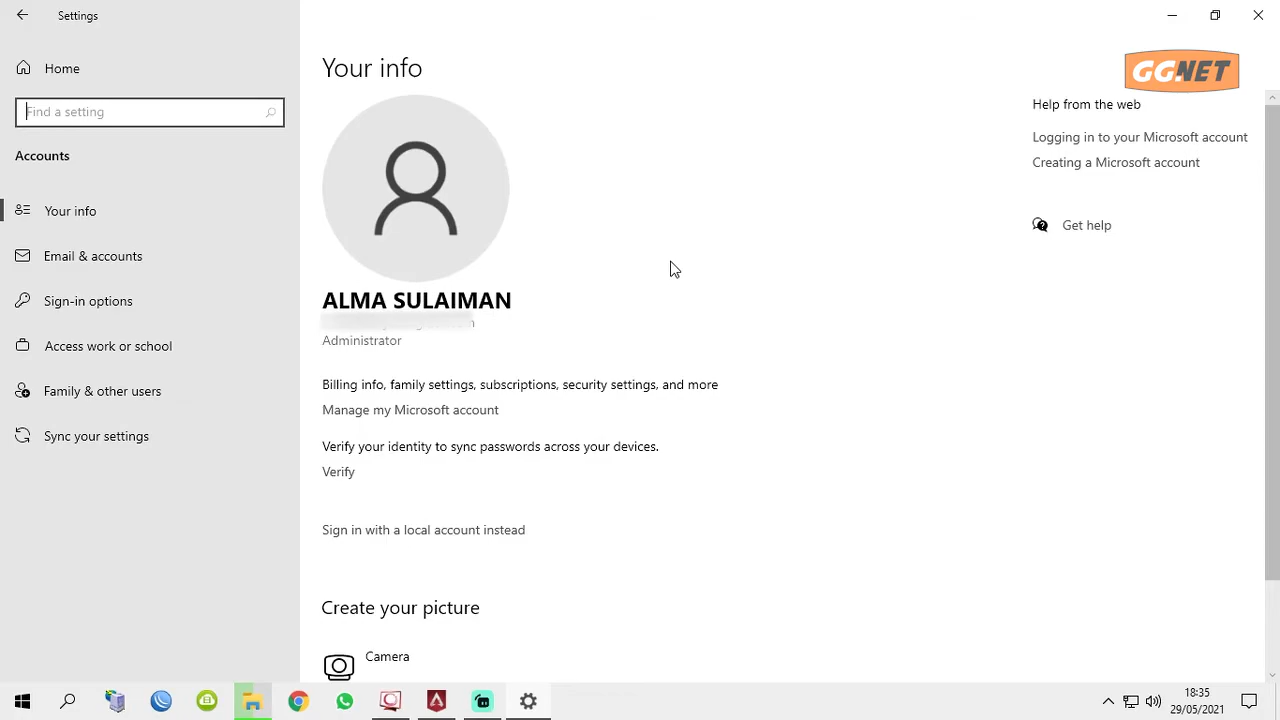 Settings
Home
Find a setting
Accounts
Your info
Email & accounts
Sign-in options
Access work or school
Family & other users
Sync your settings
Your info
ALMA SULAIMAN
Administrator
Billing info, family settings, subscriptions, security settings, and more
Manage my Microsoft account
Verify your identity to sync passwords across your devices.
Verify
Sign in with a local account instead
Create your picture
Camera
GG.NET
Help from the web
Logging in to your Microsoft account
Creating a Microsoft account
Get help
18:35
29/05/2021